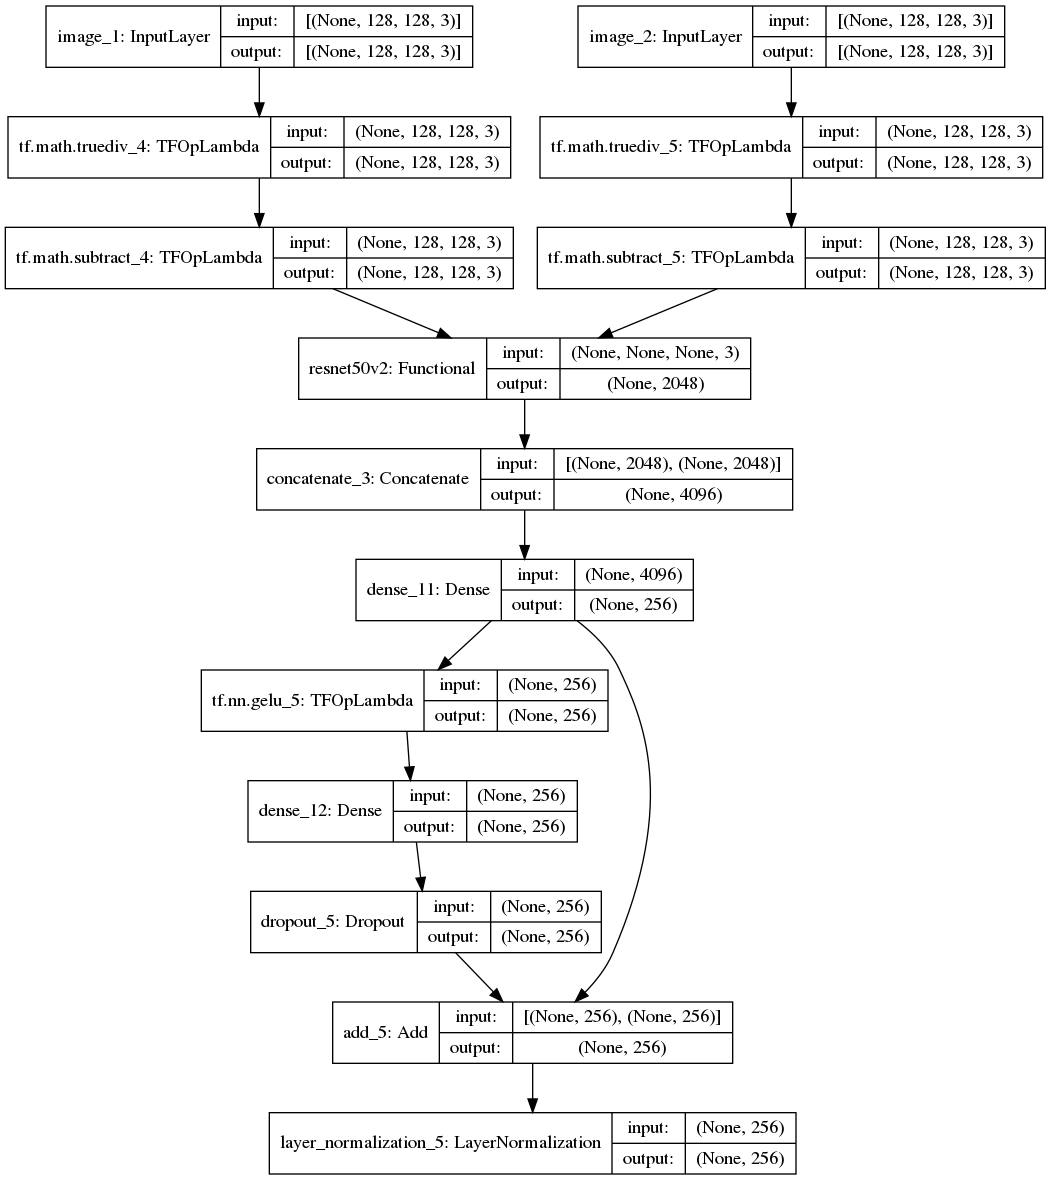 image_1: InputLayer
input: [(None, 128, 128, 3)]
output: [(None, 128, 128, 3)]
image_2: InputLayer
input: [(None, 128, 128, 3)]
output: [(None, 128, 128, 3)]
tf.math.truediv_4: TFOpLambda
input: (None, 128, 128, 3)
output: (None, 128, 128, 3)
tf.math.truediv_5: TFOpLambda
input: (None, 128, 128, 3)
output: (None, 128, 128, 3)
tf.math.subtract_4: TFOpLambda
input: (None, 128, 128, 3)
output: (None, 128, 128, 3)
tf.math.subtract_5: TFOpLambda
input: (None, 128, 128, 3)
output: (None, 128, 128, 3)
resnet50v2: Functional
input: (None, None, None, 3)
output: (None, 2048)
concatenate_3: Concatenate
input: [(None, 2048), (None, 2048)]
output: (None, 4096)
dense_11: Dense
input: (None, 4096)
output: (None, 256)
tf.nn.gelu_5: TFOpLambda
input: (None, 256)
output: (None, 256)
dense_12: Dense
input: (None, 256)
output: (None, 256)
dropout_5: Dropout
input: (None, 256)
output: (None, 256)
add_5: Add
input: [(None, 256), (None, 256)]
output: (None, 256)
layer_normalization_5: LayerNormalization
input: (None, 256)
output: (None, 256)